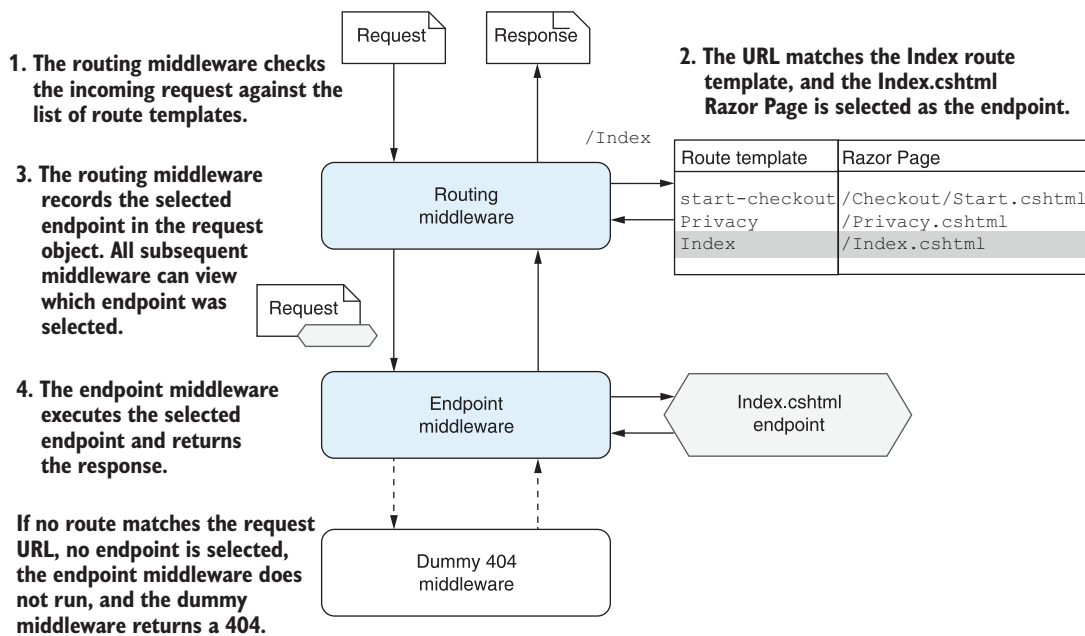 Request
Response
1. The routing middleware checks
the incoming request against the
list of route templates.
2. The URL matches the Index route
template, and the Index.cshtml
Razor Page is selected as the endpoint.
/Index
Route template Razor Page
start-checkout /Checkout/Start.cshtml
Privacy /Privacy.cshtml
Index /Index.cshtml
Routing
middleware
3. The routing middleware
records the selected
endpoint in the request
object. All subsequent
middleware can view
which endpoint was
selected.
Request
4. The endpoint middleware
executes the selected
endpoint and returns
the response.
Endpoint
middleware
Index.cshtml
endpoint
If no route matches the request
URL, no endpoint is selected,
the endpoint middleware does
not run, and the dummy
middleware returns a 404.
Dummy 404
middleware